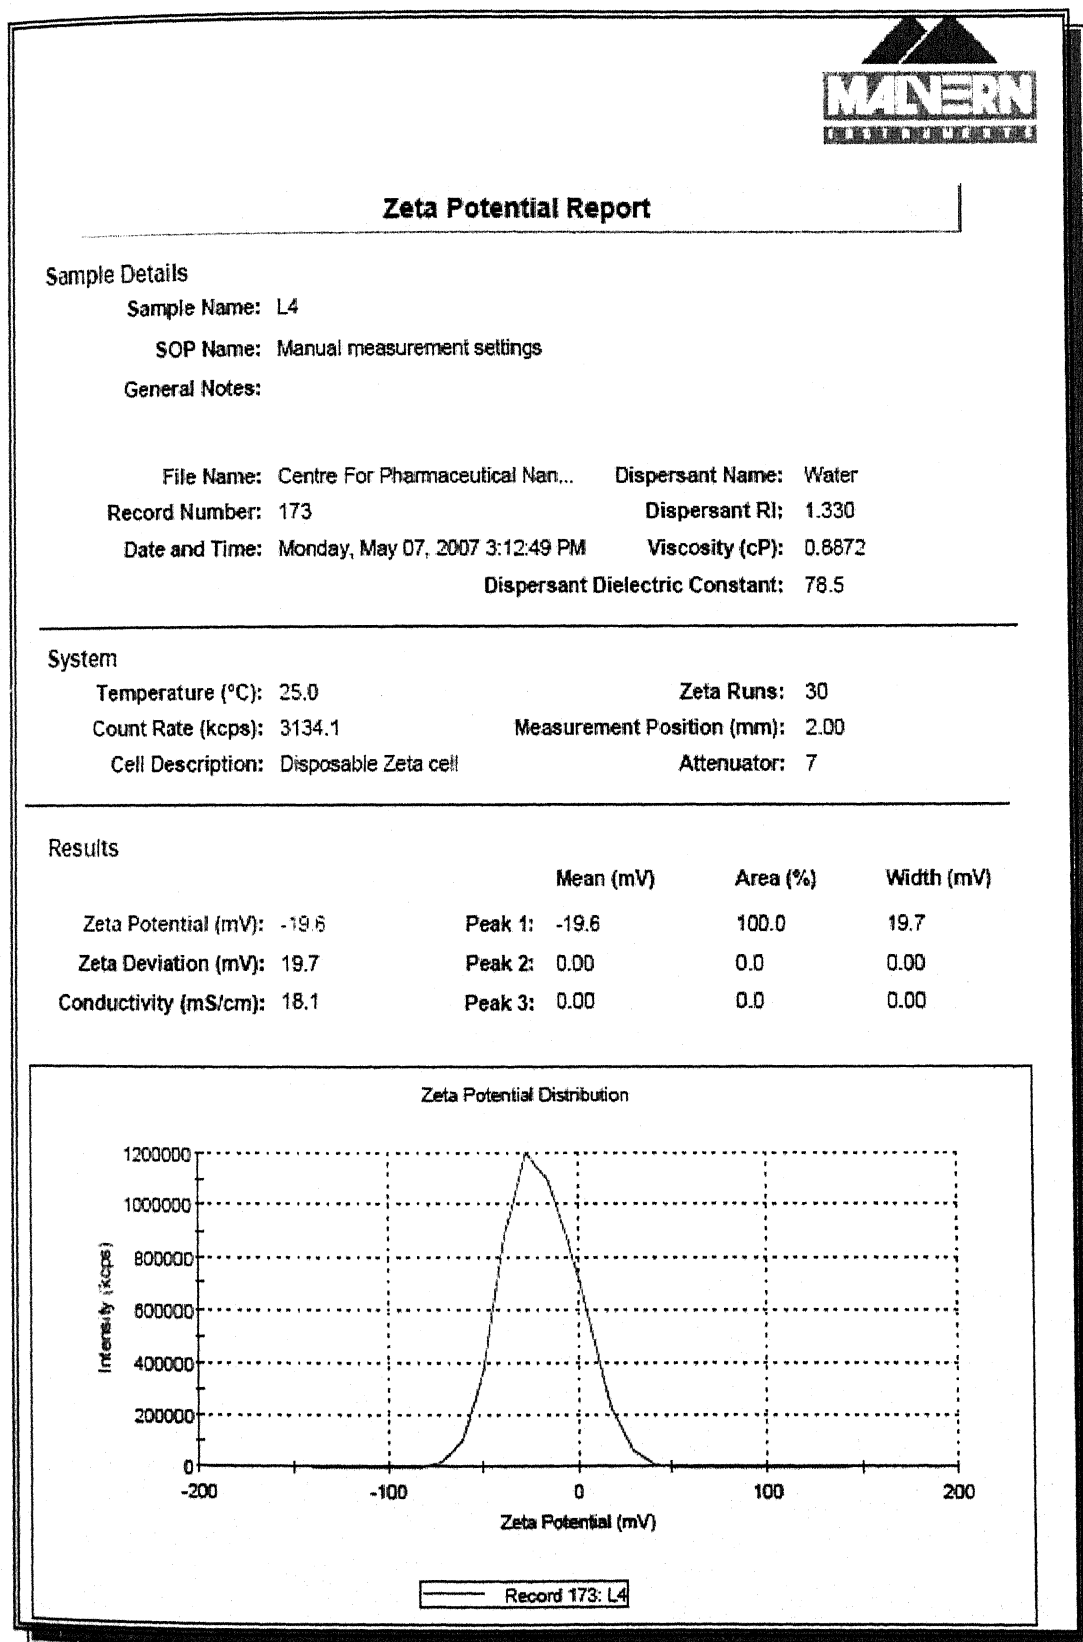 MALVERN
INSTRUMENTS
Zeta Potential Report
Sample Details
Sample Name: L4
SOP Name: Manual measurement settings
General Notes:
File Name: Centre For Pharmaceutical Nan... Dispersant Name: Water
Record Number: 173 Dispersant RI: 1.330
Date and Time: Monday, May 07, 2007 3:12:49 PM Viscosity (cP): 0.8872
Dispersant Dielectric Constant: 78.5
System
Temperature (°C): 25.0 Zeta Runs: 30
Count Rate (kcps): 3134.1 Measurement Position (mm): 2.00
Cell Description: Disposable Zeta cell Attenuator: 7
Results
Mean (mV) Area (%) Width (mV)
Zeta Potential (mV): -19.6 Peak 1: -19.6 100.0 19.7
Zeta Deviation (mV): 19.7 Peak 2: 0.00 0.0 0.00
Conductivity (mS/cm): 18.1 Peak 3: 0.00 0.0 0.00
Zeta Potential Distribution
1200000
1000000
800000
600000
400000
200000
0
Intensity (kcps)
-200 -100 0 100 200
Zeta Potential (mV)
Record 173: L4